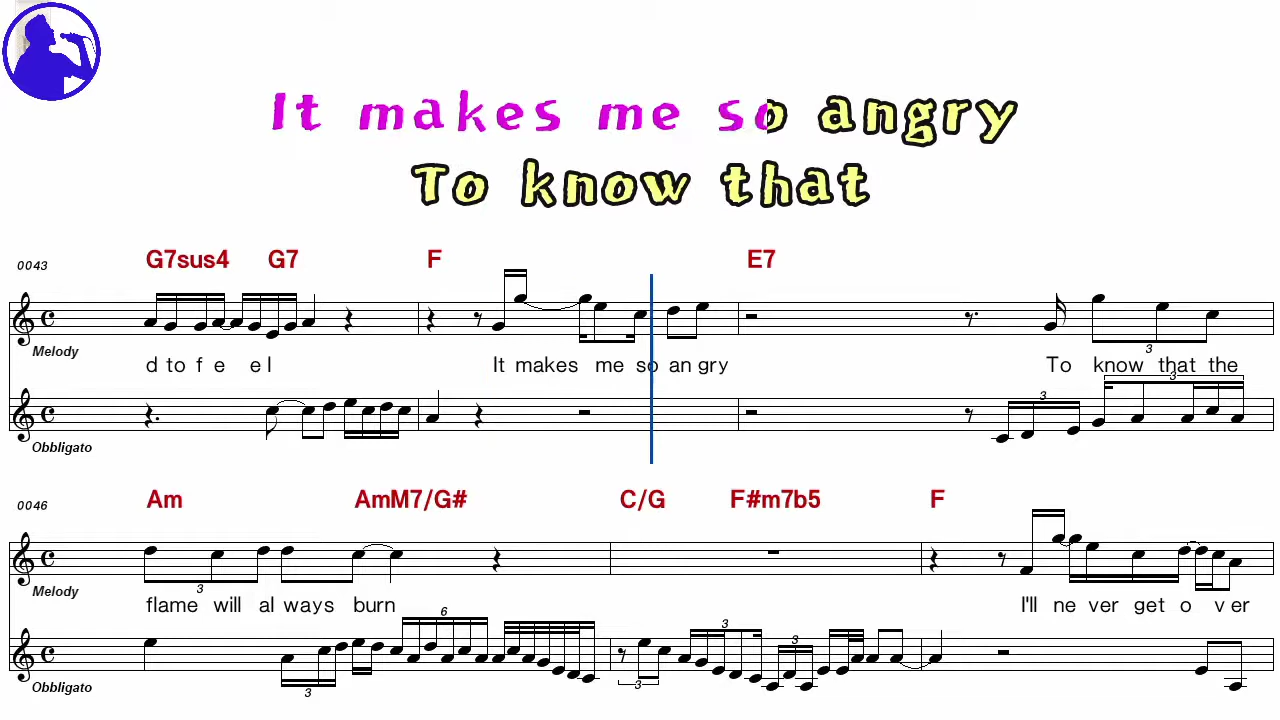 It makes me so angry
To know that
0043 G7sus4 G7 F E7
Melody
d to f e el It makes me so an gry To know that the
3
3 3
Obbligato
0046 Am AmM7/G# C/G F#m7b5 F
Melody
3
flame will al ways burn I'll ne ver get o ver
6 3 3
Obbligato 3 3